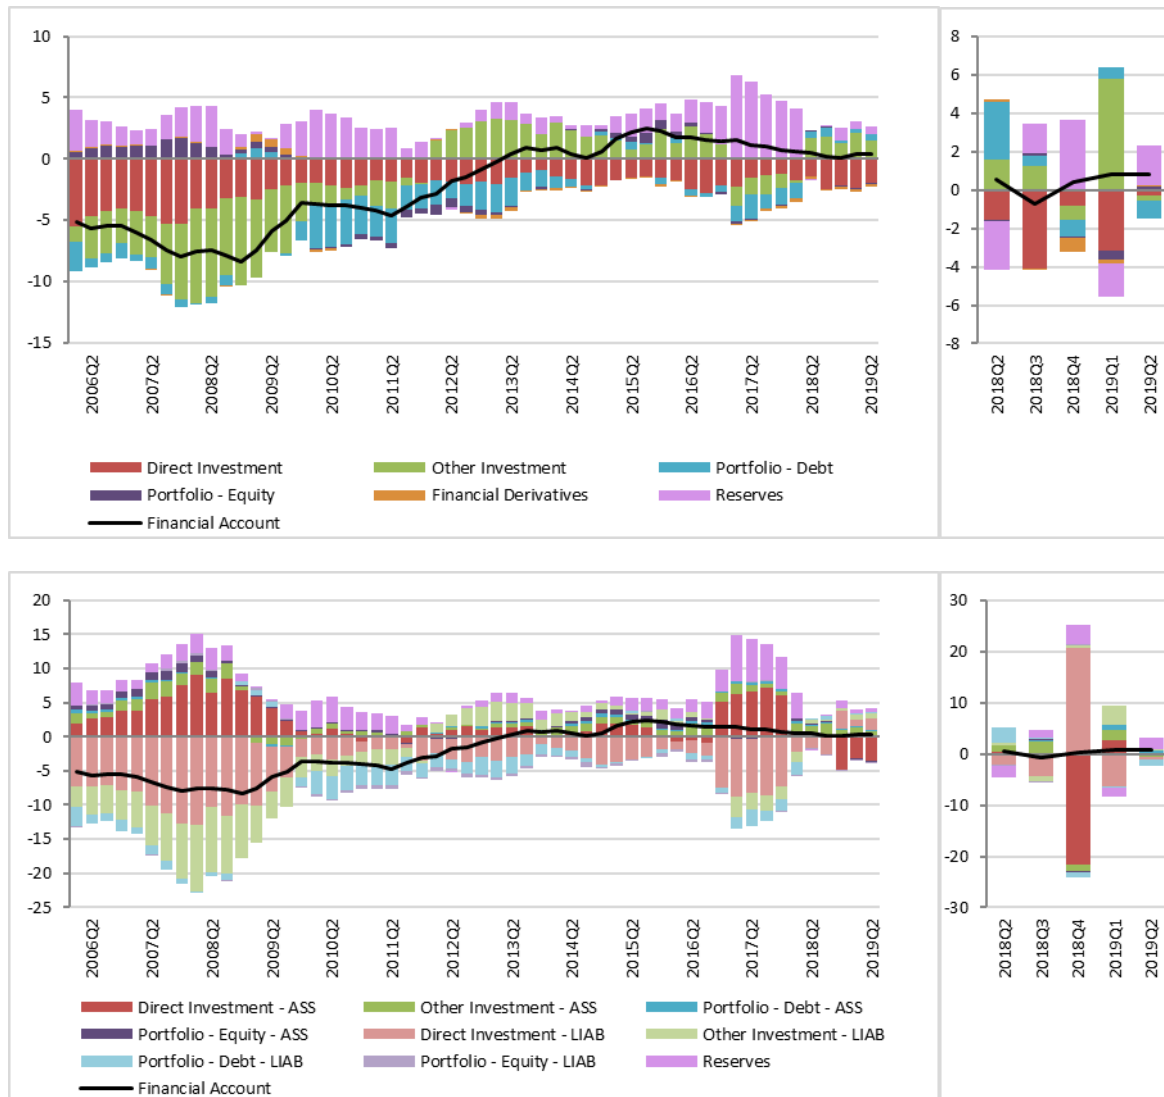 10
5
0
-5
-10
-15
2006Q2
2007Q2
2008Q2
2009Q2
2010Q2
2011Q2
2012Q2
2013Q2
2014Q2
2015Q2
2016Q2
2017Q2
2018Q2
2019Q2
Direct Investment
Other Investment
Portfolio - Debt
Portfolio - Equity
Financial Derivatives
Reserves
Financial Account
8
6
4
2
0
-2
-4
-6
-8
2018Q2
2018Q3
2018Q4
2019Q1
2019Q2
20
15
10
5
0
-5
-10
-15
-20
-25
2006Q2
2007Q2
2008Q2
2009Q2
2010Q2
2011Q2
2012Q2
2013Q2
2014Q2
2015Q2
2016Q2
2017Q2
2018Q2
2019Q2
Direct Investment - ASS
Other Investment - ASS
Portfolio - Debt - ASS
Portfolio - Equity - ASS
Direct Investment - LIAB
Other Investment - LIAB
Portfolio - Debt - LIAB
Portfolio - Equity - LIAB
Reserves
Financial Account
30
20
10
0
-10
-20
-30
2018Q2
2018Q3
2018Q4
2019Q1
2019Q2